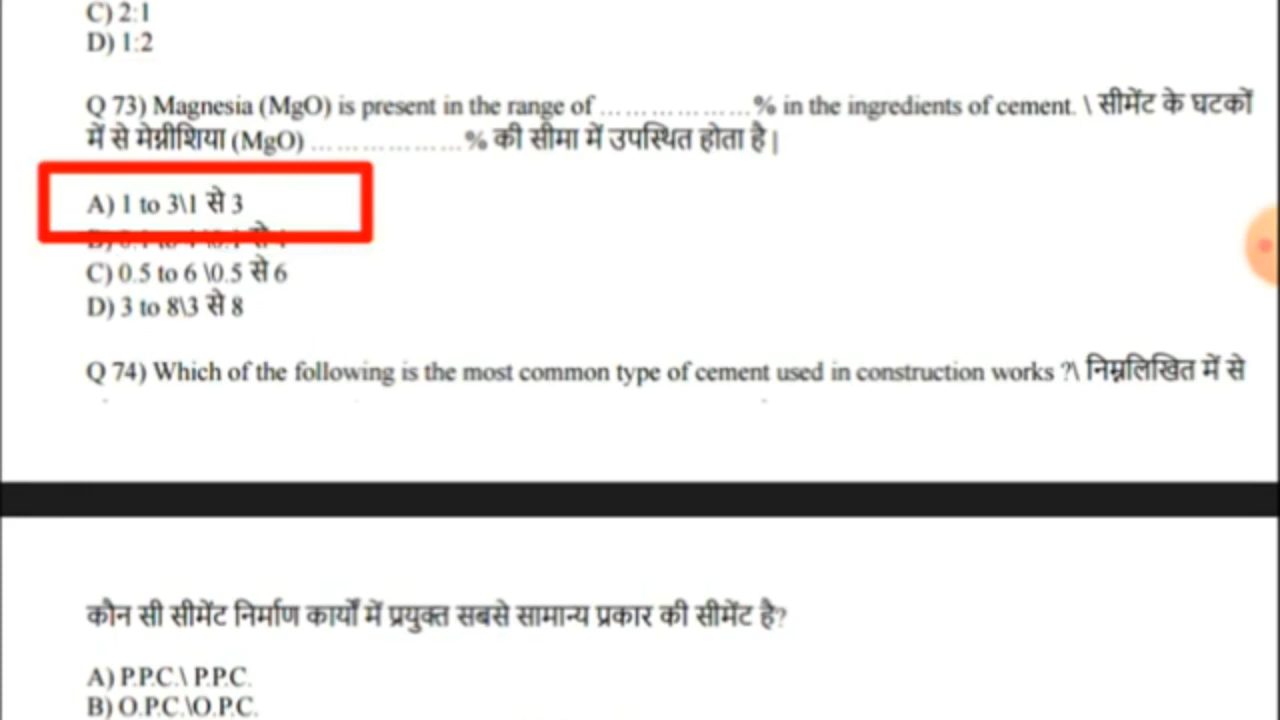 C) 2:1
D) 1:2
Q 73) Magnesia (MgO) is present in the range of ………………% in the ingredients of cement. \ सीमेंट के घटकों
में से मेग्नीशिया (MgO) ………………% की सीमा में उपस्थित होता है |
A) 1 to 3\1 से 3
C) 0.5 to 6 \0.5 से 6
D) 3 to 8\3 से 8
Q 74) Which of the following is the most common type of cement used in construction works ?\ निम्नलिखित में से
कौन सी सीमेंट निर्माण कार्यों में प्रयुक्त सबसे सामान्य प्रकार की सीमेंट है?
A) P.P.C.\ P.P.C.
B) O.P.C.\O.P.C.